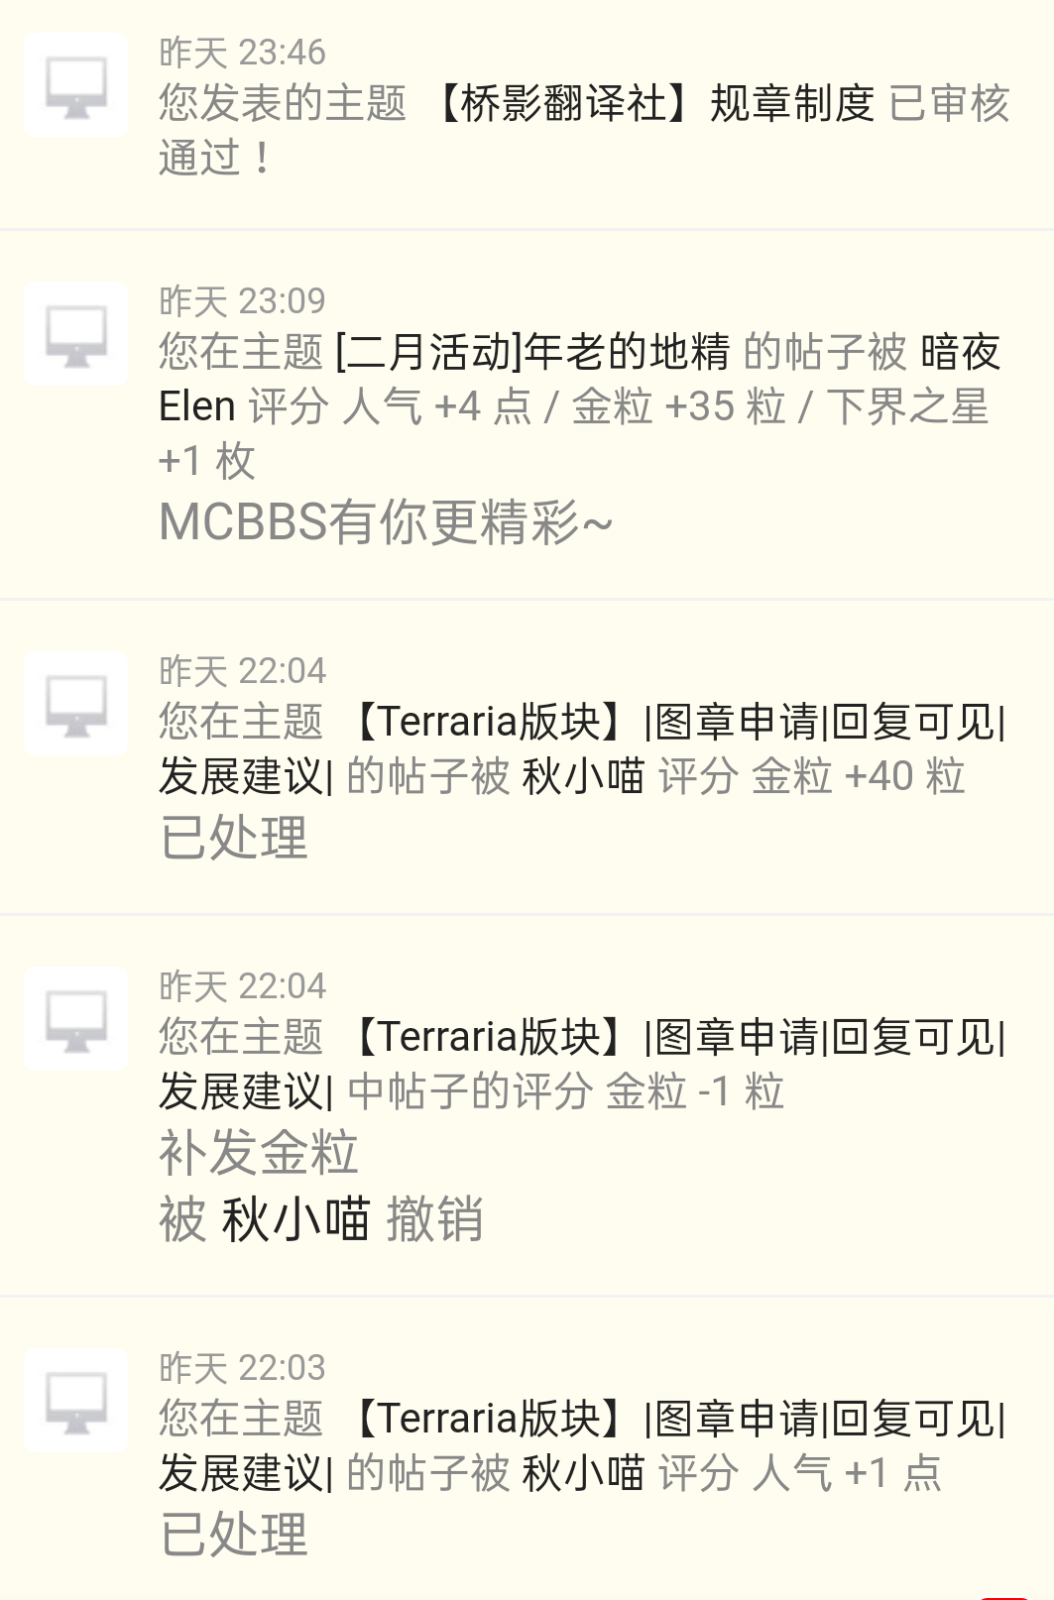 昨天 23:46
您发表的主题 【桥影翻译社】规章制度 已审核
通过！
昨天 23:09
您在主题 [二月活动]年老的地精 的帖子被 暗夜
Elen 评分 人气 +4 点 / 金粒 +35 粒 / 下界之星
+1 枚
MCBBS有你更精彩~
昨天 22:04
您在主题 【Terraria版块】|图章申请|回复可见|
发展建议| 的帖子被 秋小喵 评分 金粒 +40 粒
已处理
昨天 22:04
您在主题 【Terraria版块】|图章申请|回复可见|
发展建议| 中帖子的评分 金粒 -1 粒
补发金粒
被 秋小喵 撤销
昨天 22:03
您在主题 【Terraria版块】|图章申请|回复可见|
发展建议| 的帖子被 秋小喵 评分 人气 +1 点
已处理